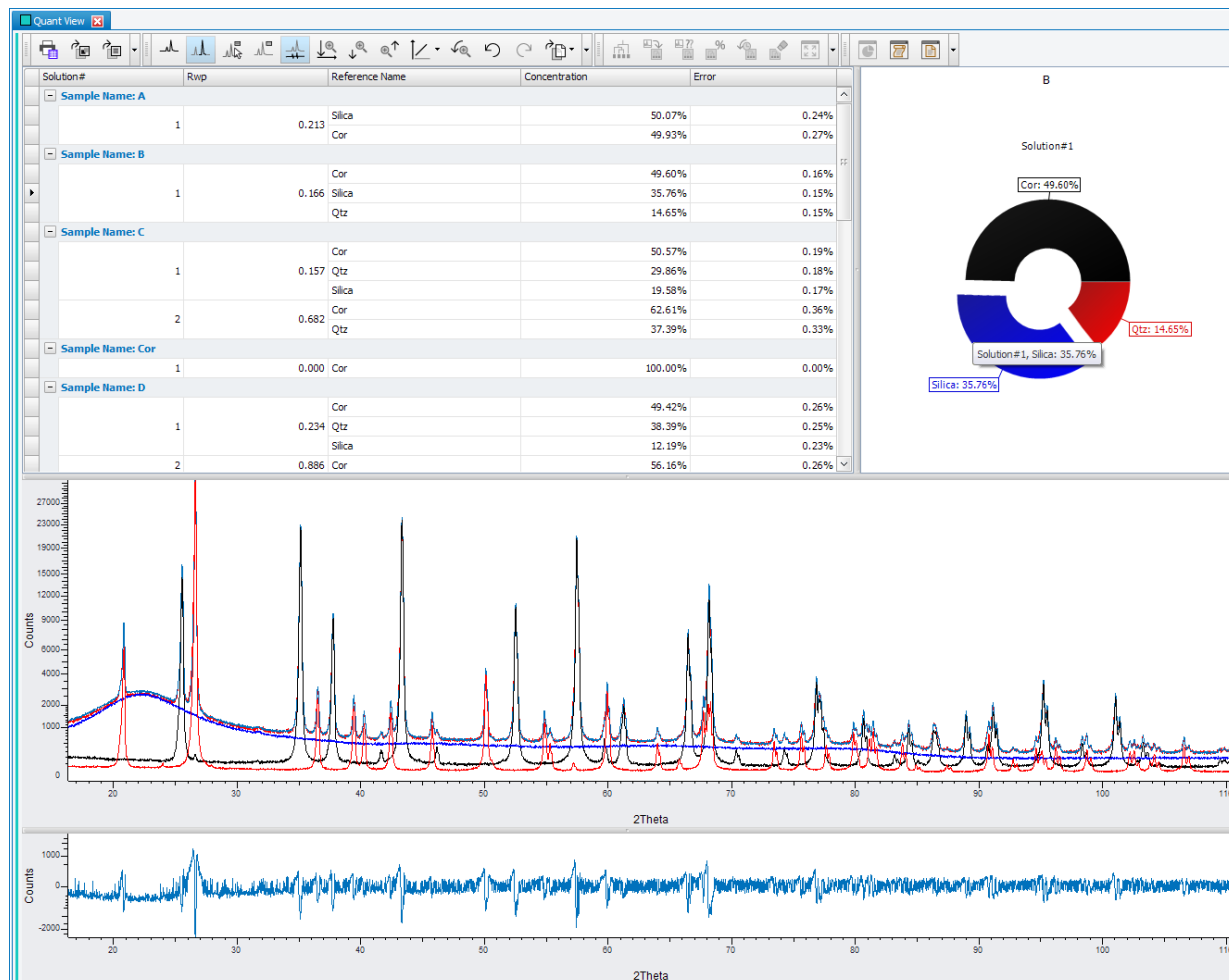 Quant View
Solution# Rwp Reference Name Concentration Error
Sample Name: A
1 0.213 Silica 50.07% 0.24%
Cor 49.93% 0.27%
Sample Name: B
Cor 49.60% 0.16%
1 0.166 Silica 35.76% 0.15%
Qtz 14.65% 0.15%
Sample Name: C
Cor 50.57% 0.19%
1 0.157 Qtz 29.86% 0.18%
Silica 19.58% 0.17%
2 0.682 Cor 62.61% 0.36%
Qtz 37.39% 0.33%
Sample Name: Cor
1 0.000 Cor 100.00% 0.00%
Sample Name: D
Cor 49.42% 0.26%
1 0.234 Qtz 38.39% 0.25%
Silica 12.19% 0.23%
2 0.886 Cor 56.16% 0.26%
B
Solution#1
Cor: 49.60%
Qtz: 14.65%
Solution#1, Silica: 35.76%
Silica: 35.76%
Counts
27000
23000
19000
15000
12000
9000
6000
4000
2000
1000
0
20 30 40 50 60 70 80 90 100 110
2Theta
Counts
1000
0
-2000
20 30 40 50 60 70 80 90 100
2Theta